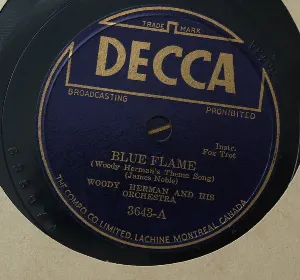 TRADE MARK
DECCA
BROADCASTING PROHIBITED
Inst.
Fox Trot
BLUE FLAME
(Woody Herman's Theme Song)
(James Noble)
WOODY HERMAN AND HIS
ORCHESTRA
3643-A
THE COMPO CO. LIMITED, LACHINE, MONTREAL, CANADA.